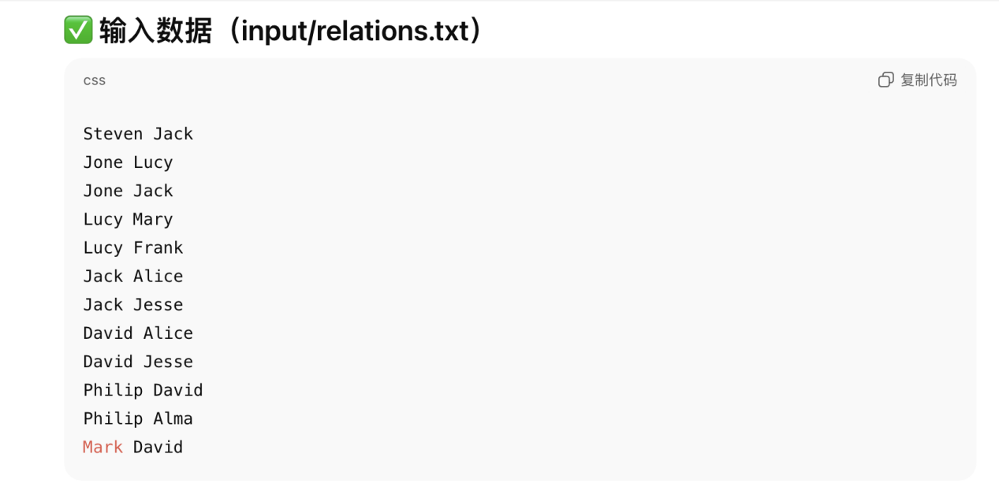 ✅ 输入数据（input/relations.txt）
css
复制代码
Steven Jack
Jone Lucy
Jone Jack
Lucy Mary
Lucy Frank
Jack Alice
Jack Jesse
David Alice
David Jesse
Philip David
Philip Alma
Mark David